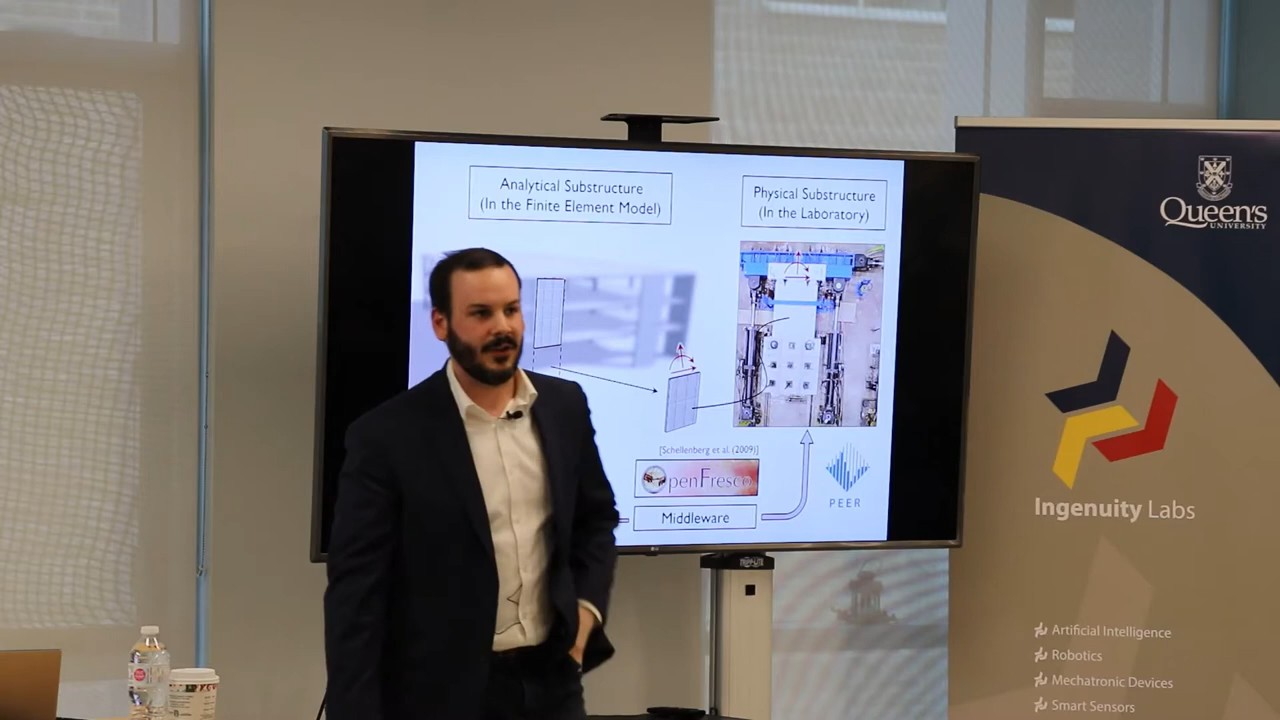 Analytical Substructure
(In the Finite Element Model)
Physical Substructure
(In the Laboratory)
[Schellenberg et al. (2009)]
penFresco
Middleware
PEER
Queen's
UNIVERSITY
Ingenuity Labs
Artificial Intelligence
Robotics
Mechatronic Devices
Smart Sensors